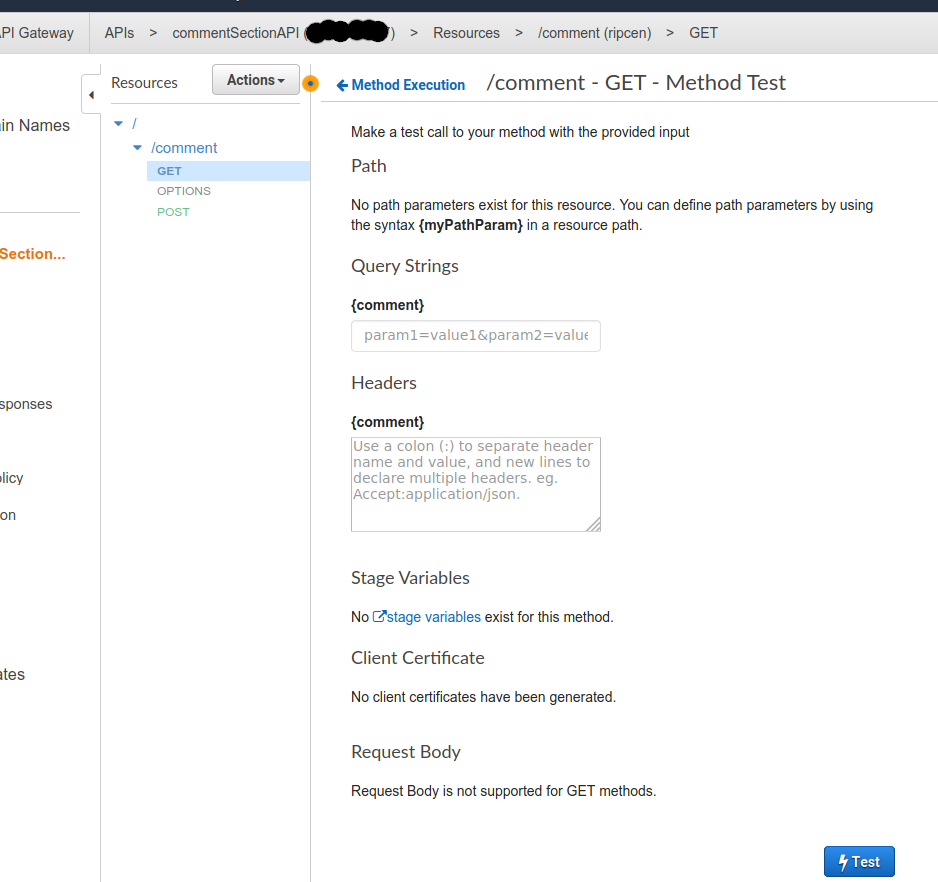 PI Gateway APIs > commentSectionAPI ( ) > Resources > /comment (ripcen) > GET
Resources
Actions
Method Execution
/comment - GET - Method Test
ain Names
/
/comment
GET
OPTIONS
POST
Section...
sponses
licy
on
ates
Make a test call to your method with the provided input
Path
No path parameters exist for this resource. You can define path parameters by using
the syntax {myPathParam} in a resource path.
Query Strings
{comment}
param1=value1&param2=value
Headers
{comment}
Use a colon (:) to separate header
name and value, and new lines to
declare multiple headers. eg.
Accept:application/json.
Stage Variables
No stage variables exist for this method.
Client Certificate
No client certificates have been generated.
Request Body
Request Body is not supported for GET methods.
Test